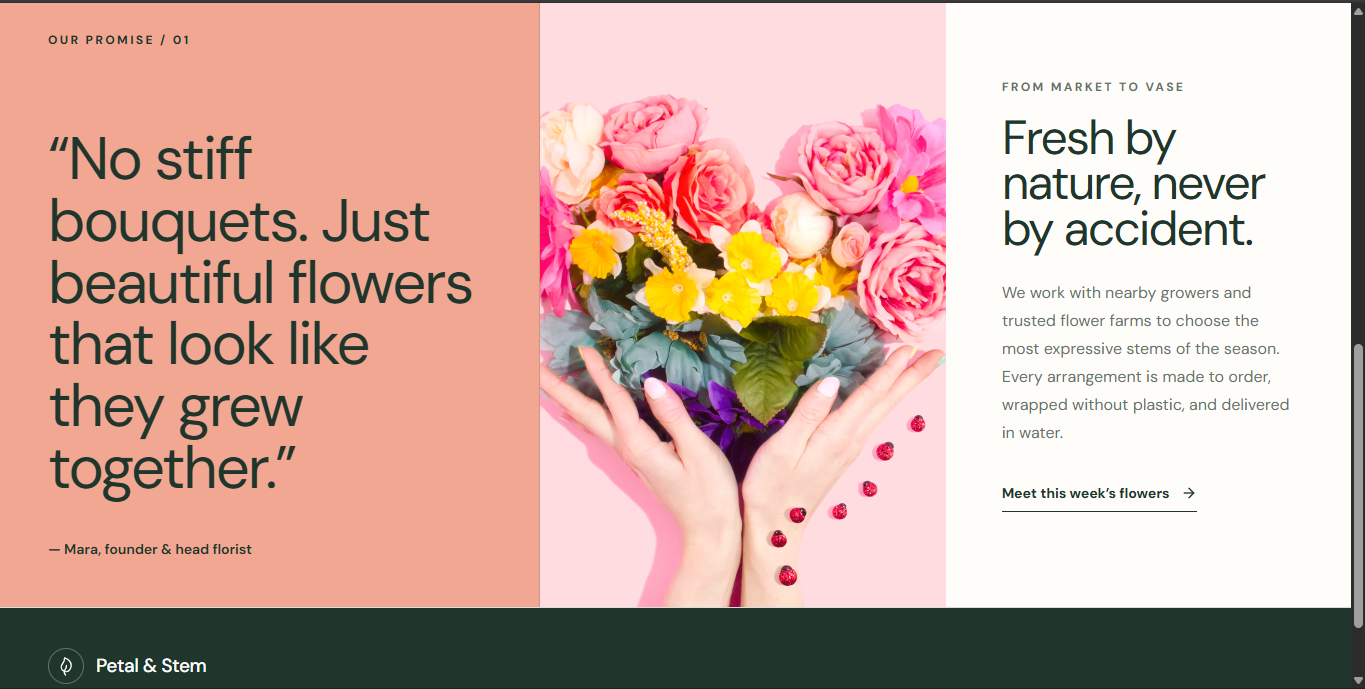 OUR PROMISE / 01
“No stiff
bouquets. Just
beautiful flowers
that look like
they grew
together.”
— Mara, founder & head florist
FROM MARKET TO VASE
Fresh by
nature, never
by accident.
We work with nearby growers and
trusted flower farms to choose the
most expressive stems of the season.
Every arrangement is made to order,
wrapped without plastic, and delivered
in water.
Meet this week’s flowers →
Petal & Stem